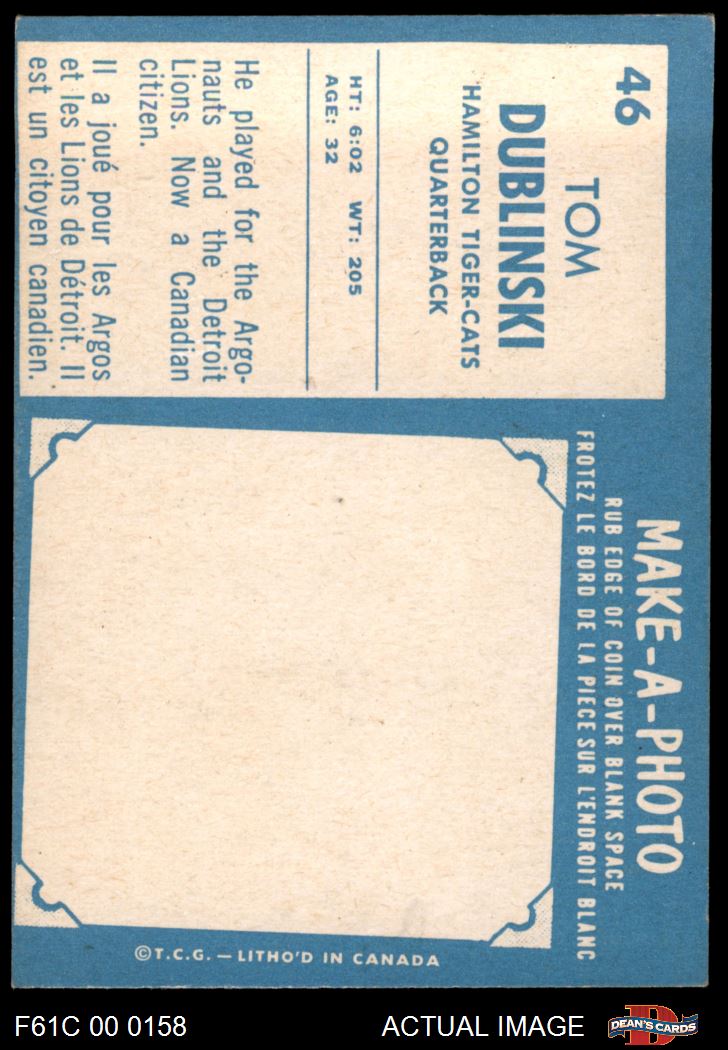 46
TOM
DUBLINSKI
HAMILTON TIGER-CATS
QUARTERBACK
HT: 6:02 WT: 205
AGE: 32
He played for the Argo-
nauts and the Detroit
Lions. Now a Canadian
citizen.
Il a joué pour les Argos
et les Lions de Détroit. Il
est un citoyen canadien.
MAKE-A-PHOTO
RUB EDGE OF COIN OVER BLANK SPACE
FROTEZ LE BORD DE LA PIECE SUR L'ENDROIT BLANC
©T.C.G. — LITHO'D IN CANADA
F61C 00 0158
ACTUAL IMAGE
D
DEAN'S CARDS